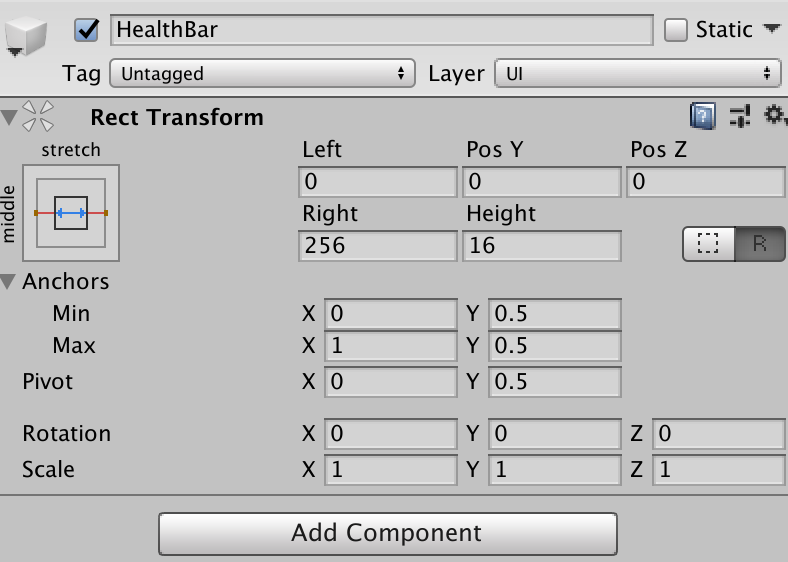 HealthBar Static
Tag Untagged Layer UI
Rect Transform
stretch
middle
Left Pos Y Pos Z
0 0 0
Right Height
256 16
R
Anchors
Min X 0 Y 0.5
Max X 1 Y 0.5
Pivot X 0 Y 0.5
Rotation X 0 Y 0 Z 0
Scale X 1 Y 1 Z 1
Add Component